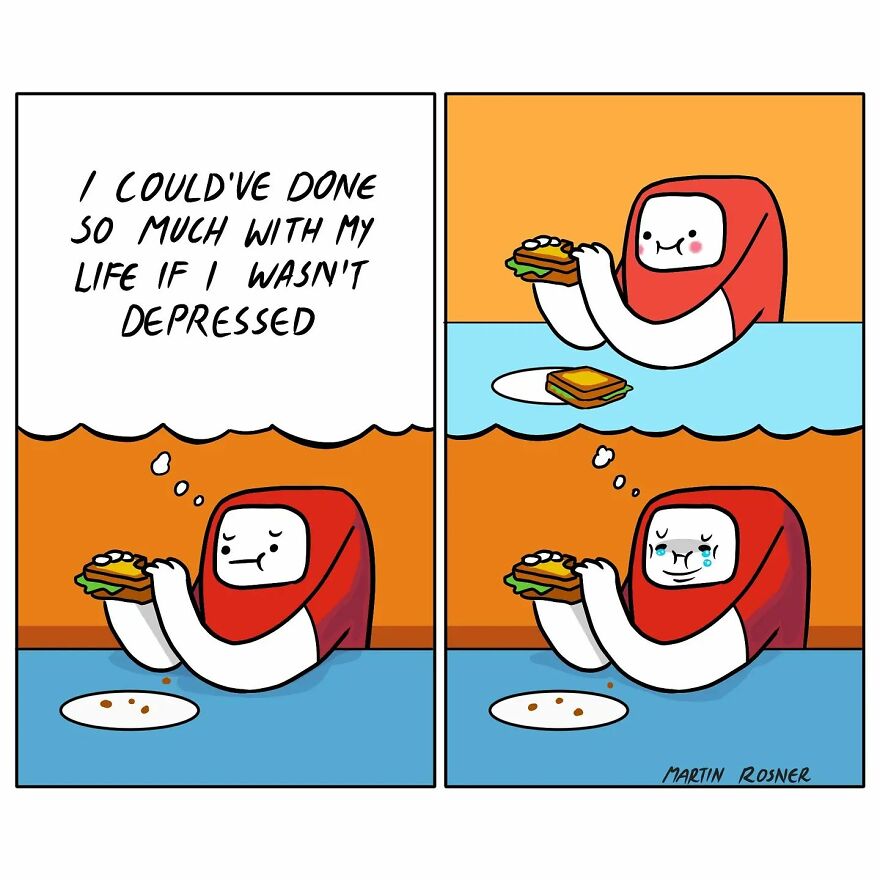 I COULD'VE DONE
SO MUCH WITH MY
LIFE IF I WASN'T
DEPRESSED
MARTIN ROSNER